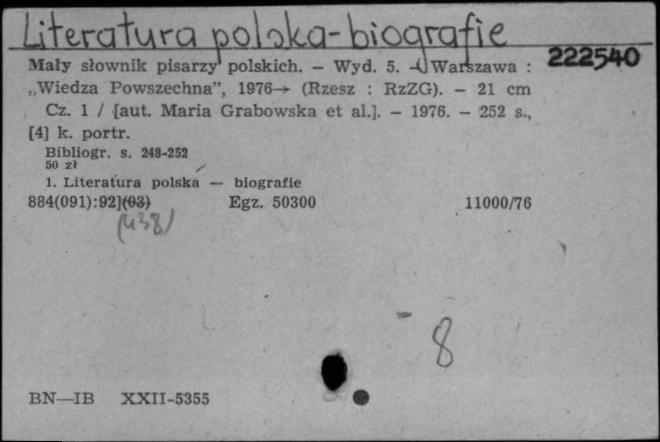 Literatura polska-biografie
222540
Mały słownik pisarzy polskich. – Wyd. 5. – Warszawa :
„Wiedza Powszechna", 1976→ (Rzesz : RzZG). – 21 cm
Cz. 1 / [aut. Maria Grabowska et al.]. – 1976. – 252 s.,
[4] k. portr.
Bibliogr. s. 248-252
50 zł
1. Literatura polska — biografie
884(091):92](03) Egz. 50300 11000/76
(438)
8
BN—IB XXII-5355